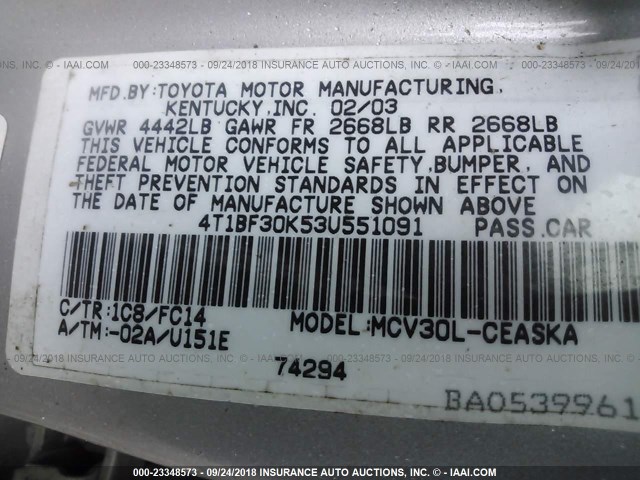 000-23348573 - 09/24/2018 - INSURANCE AUTO AUCTIONS - IAAI.COM
MFD.BY:TOYOTA MOTOR MANUFACTURING,
KENTUCKY,INC. 02/03
GVWR 4442LB GAWR FR 2668LB RR 2668LB
THIS VEHICLE CONFORMS TO ALL APPLICABLE
FEDERAL MOTOR VEHICLE SAFETY,BUMPER, AND
THEFT PREVENTION STANDARDS IN EFFECT ON
THE DATE OF MANUFACTURE SHOWN ABOVE
4T1BF30K53U551091 PASS.CAR
C/TR:1C8/FC14 MODEL:MCV30L-CEASKA
A/TM:-02A/U151E
74294
BA0539961
000-23348573 - 09/24/2018 - INSURANCE AUTO AUCTIONS - IAAI.COM